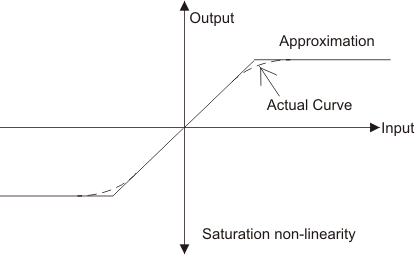 Output
Approximation
Actual Curve
Input
Saturation non-linearity